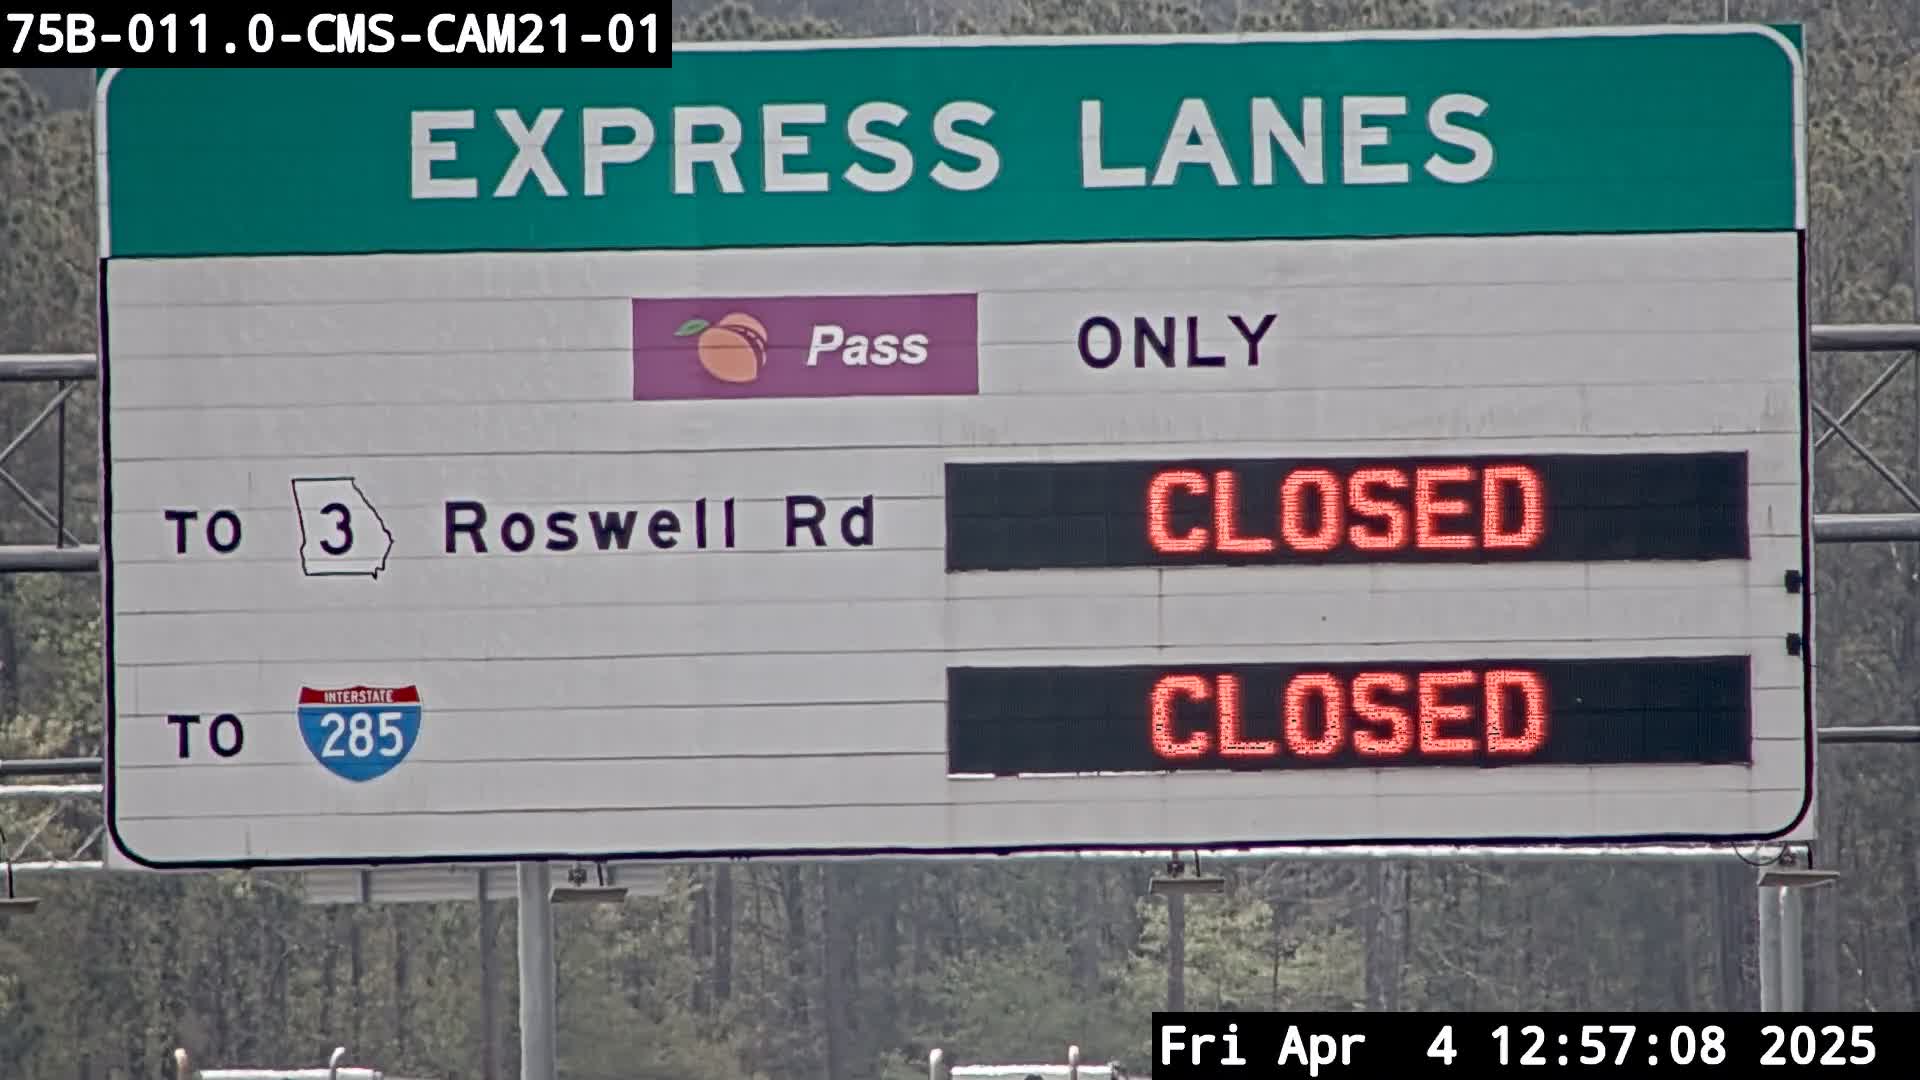 75B-011.0-CMS-CAM21-01
EXPRESS LANES
Pass ONLY
TO 3 Roswell Rd CLOSED
INTERSTATE
TO 285 CLOSED
Fri Apr 4 12:57:08 2025